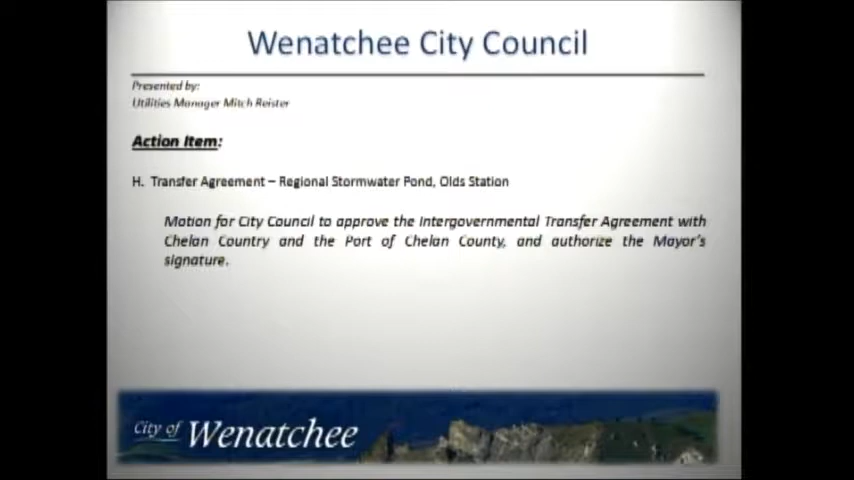 Wenatchee City Council
Presented by:
Utilities Manager Mitch Reister
Action Item:
H. Transfer Agreement – Regional Stormwater Pond, Olds Station
Motion for City Council to approve the Intergovernmental Transfer Agreement with
Chelan Country and the Port of Chelan County, and authorize the Mayor's
signature.
City of Wenatchee